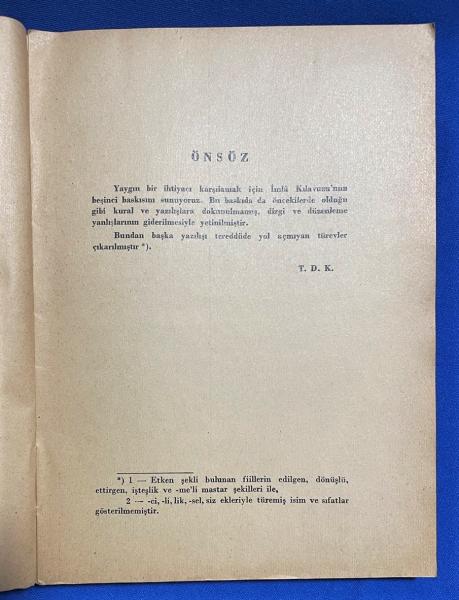 ÖNSÖZ
Yaygın bir ihtiyacı karşılamak için İmlâ Kılavuzu'nun
beşinci baskısını sunuyoruz. Bu baskıda da öncekilerde olduğu
gibi kural ve yazılışlara dokunulmamış, dizgi ve düzenleme
yanlışlarının giderilmesiyle yetinilmiştir.
Bundan başka yazılışı tereddüde yol açmıyan türevler
çıkarılmıştır *).
T. D. K.
*) 1 — Etken şekli bulunan fiillerin edilgen, dönüşlü,
ettirgen, işteşlik ve -me'li mastar şekilleri ile,
2 — -ci, -li, lik, -sel, siz ekleriyle türemiş isim ve sıfatlar
gösterilmemiştir.